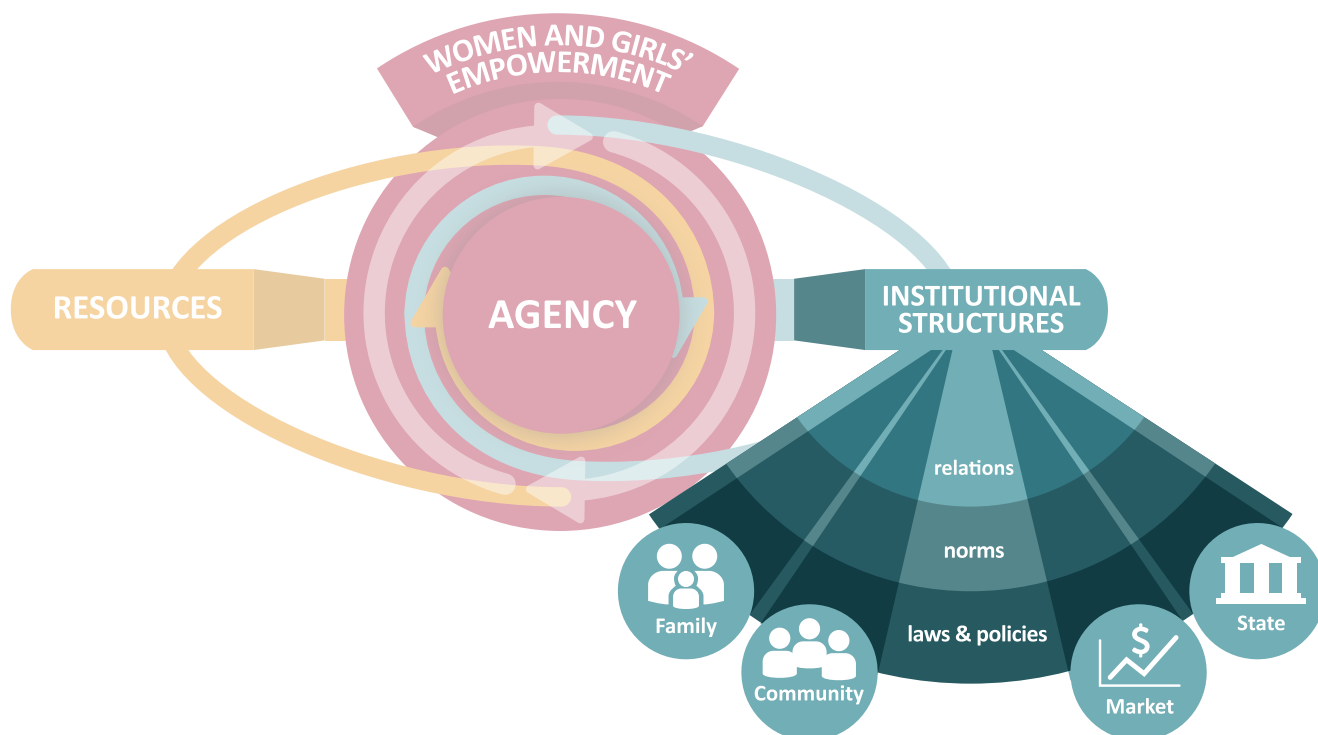 WOMEN AND GIRLS'
EMPOWERMENT
RESOURCES
AGENCY
INSTITUTIONAL
STRUCTURES
relations
norms
laws & policies
Family
Community
Market
State
$